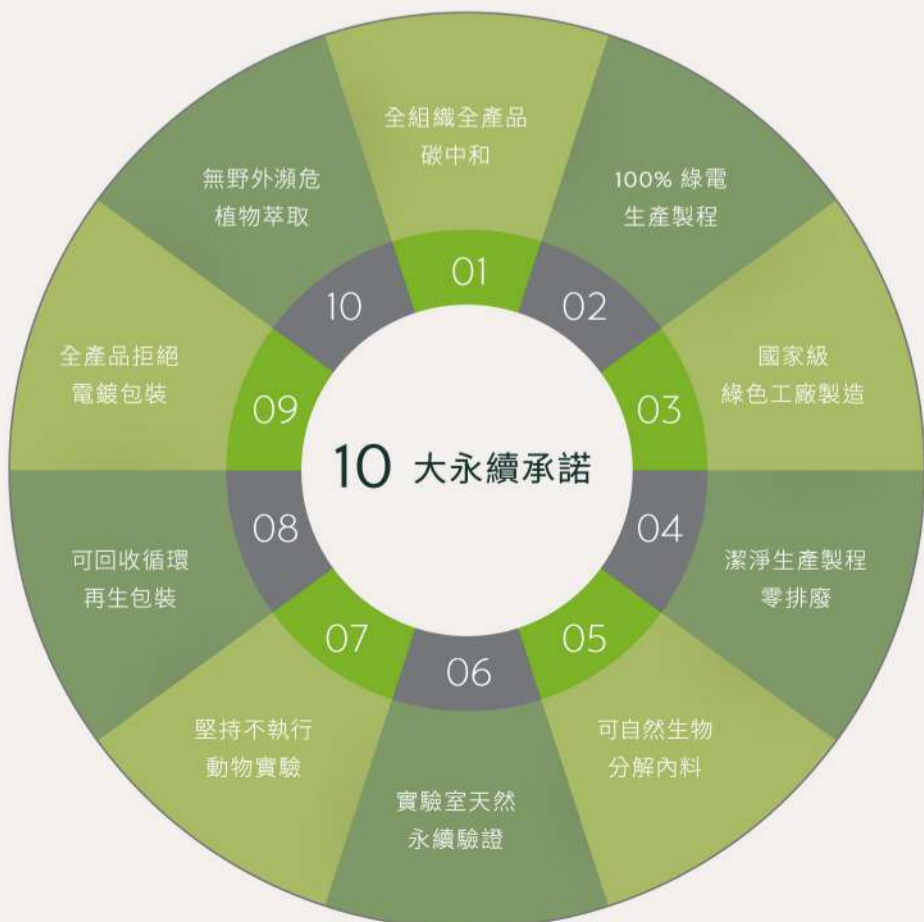 10 大永續承諾
01
全組織全產品
碳中和
02
100% 綠電
生產製程
03
國家級
綠色工廠製造
04
潔淨生產製程
零排廢
05
可自然生物
分解內料
06
實驗室天然
永續驗證
07
堅持不執行
動物實驗
08
可回收循環
再生包裝
09
全產品拒絕
電鍍包裝
10
無野外瀕危
植物萃取